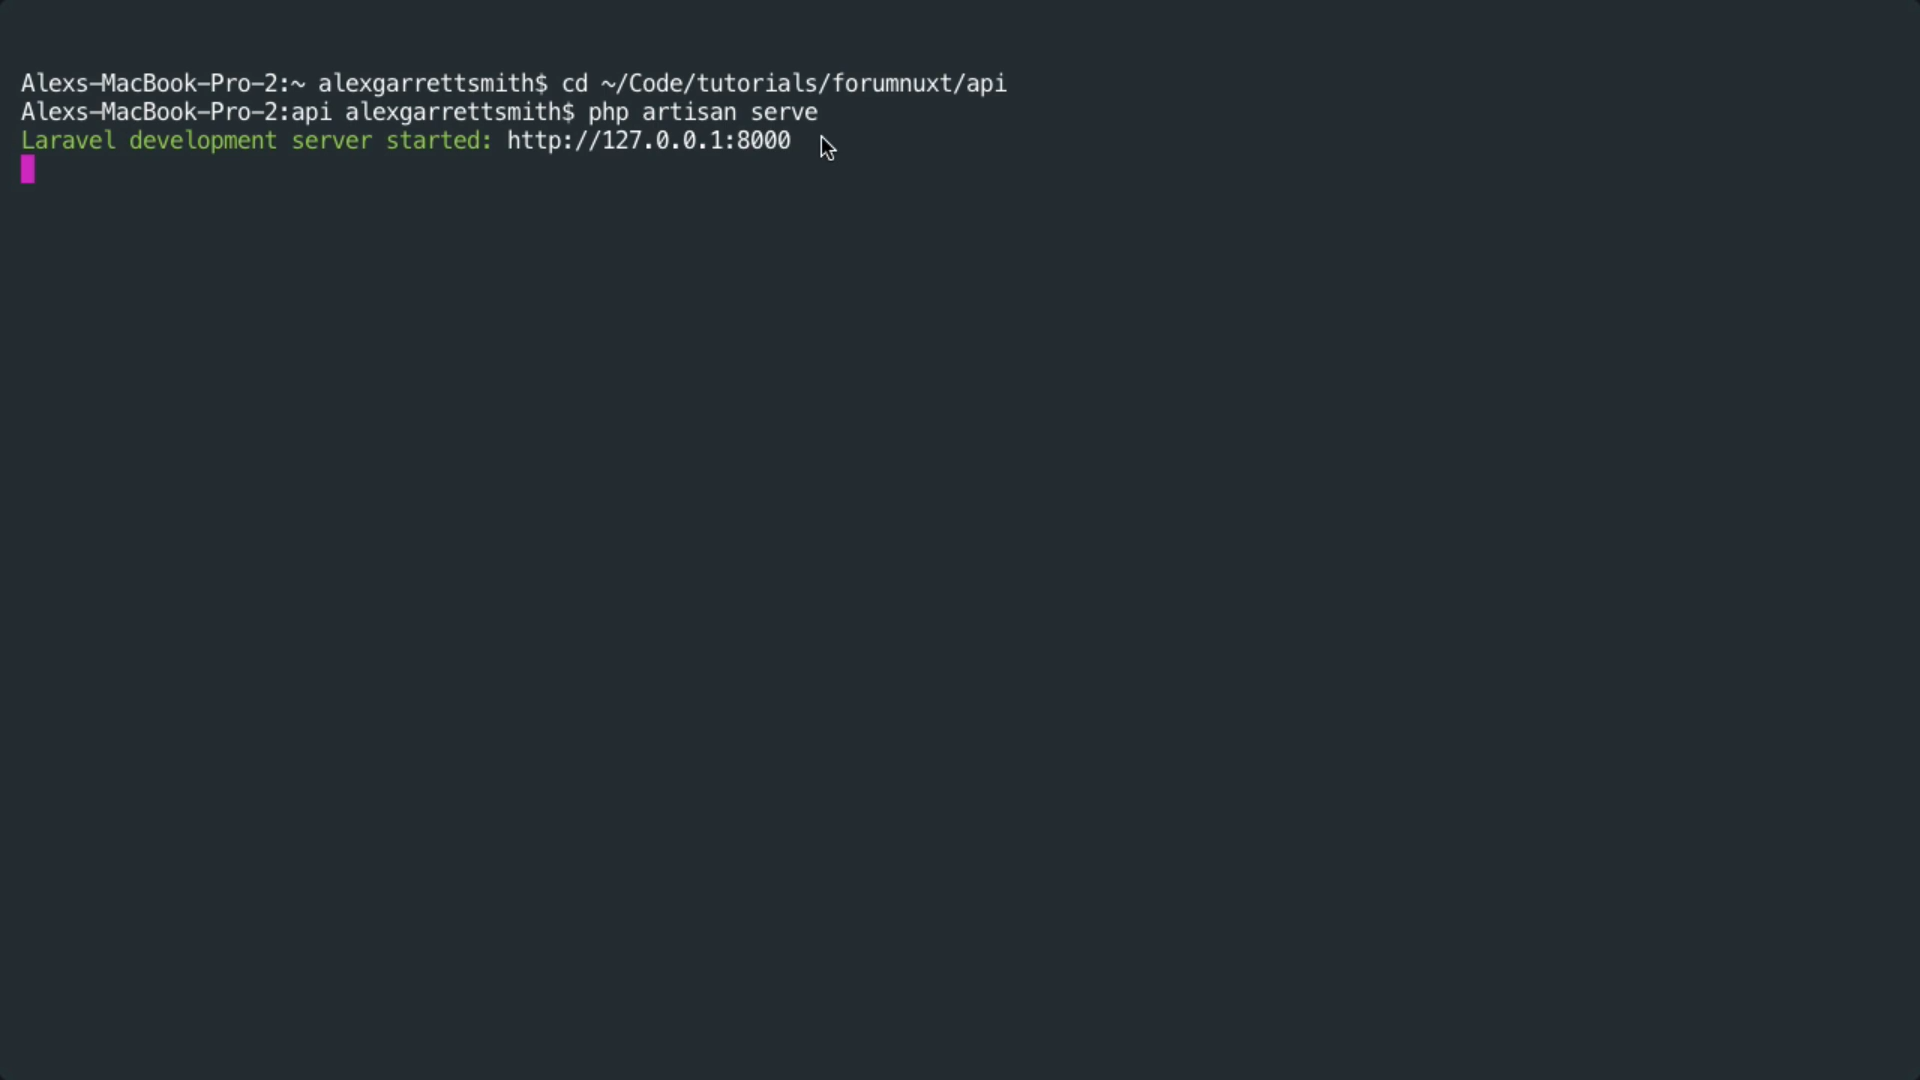 Alexs-MacBook-Pro-2:~ alexgarrettsmith$ cd ~/Code/tutorials/forumnuxt/api
Alexs-MacBook-Pro-2:api alexgarrettsmith$ php artisan serve
Laravel development server started: http://127.0.0.1:8000